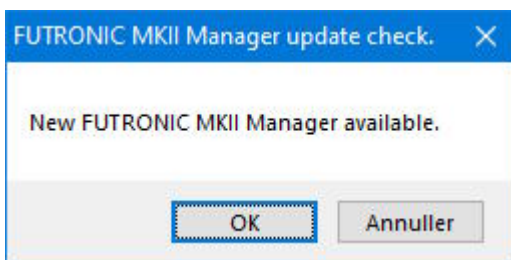 FUTRONIC MKII Manager update check.
New FUTRONIC MKII Manager available.
OK Annuller